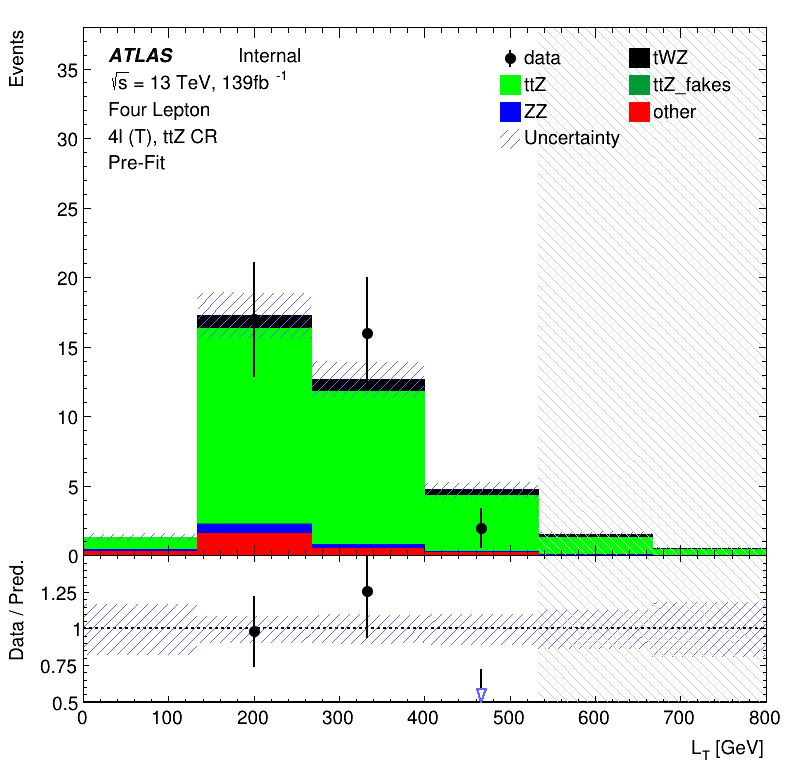 Events
35
30
25
20
15
10
5
0
ATLAS Internal
√s = 13 TeV, 139fb -1
Four Lepton
4l (T), ttZ CR
Pre-Fit
data tWZ
ttZ ttZ_fakes
ZZ other
Uncertainty
Data / Pred.
1.25
1
0.75
0.5
0 100 200 300 400 500 600 700 800
L_T [GeV]